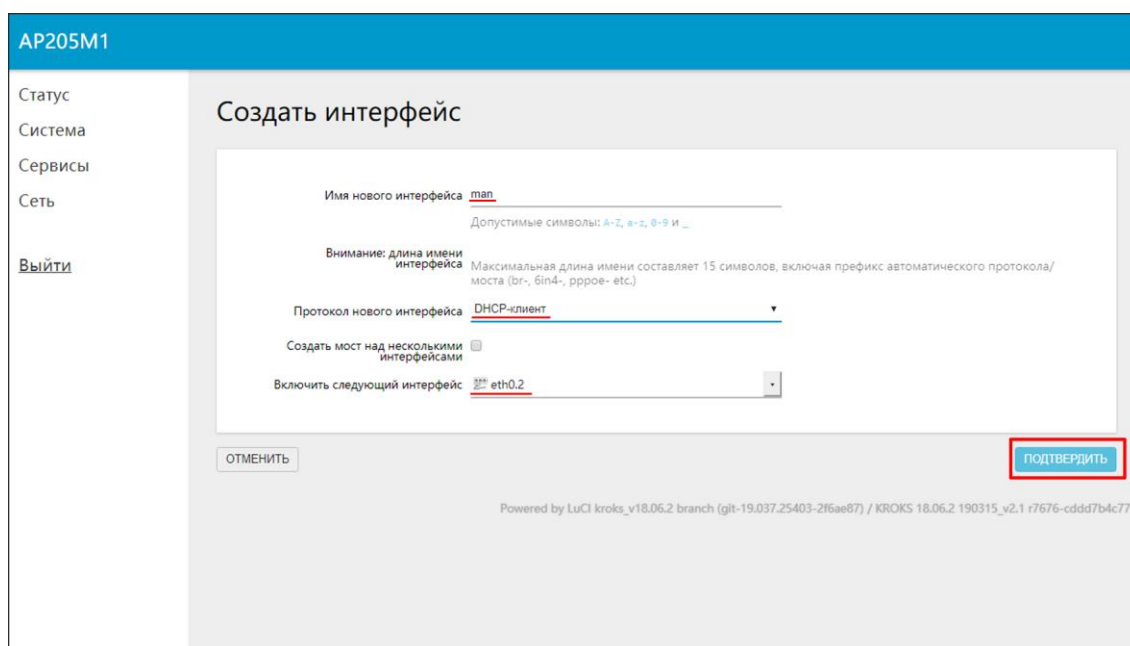 AP205M1
Статус
Система
Сервисы
Сеть
Выйти
Создать интерфейс
Имя нового интерфейса man
Допустимые символы: A-Z, a-z, 0-9 и _
Внимание: длина имени
интерфейса
Максимальная длина имени составляет 15 символов, включая префикс автоматического протокола/
моста (br-, 6in4-, pppoe- etc.)
Протокол нового интерфейса DHCP-клиент
Создать мост над несколькими
интерфейсами
Включить следующий интерфейс eth0.2
ОТМЕНИТЬ
ПОДТВЕРДИТЬ
Powered by LuCI kroks_v18.06.2 branch (git-19.037.25403-2f6ae87) / KROKS 18.06.2 190315_v2.1 r7676-cddd7b4c77